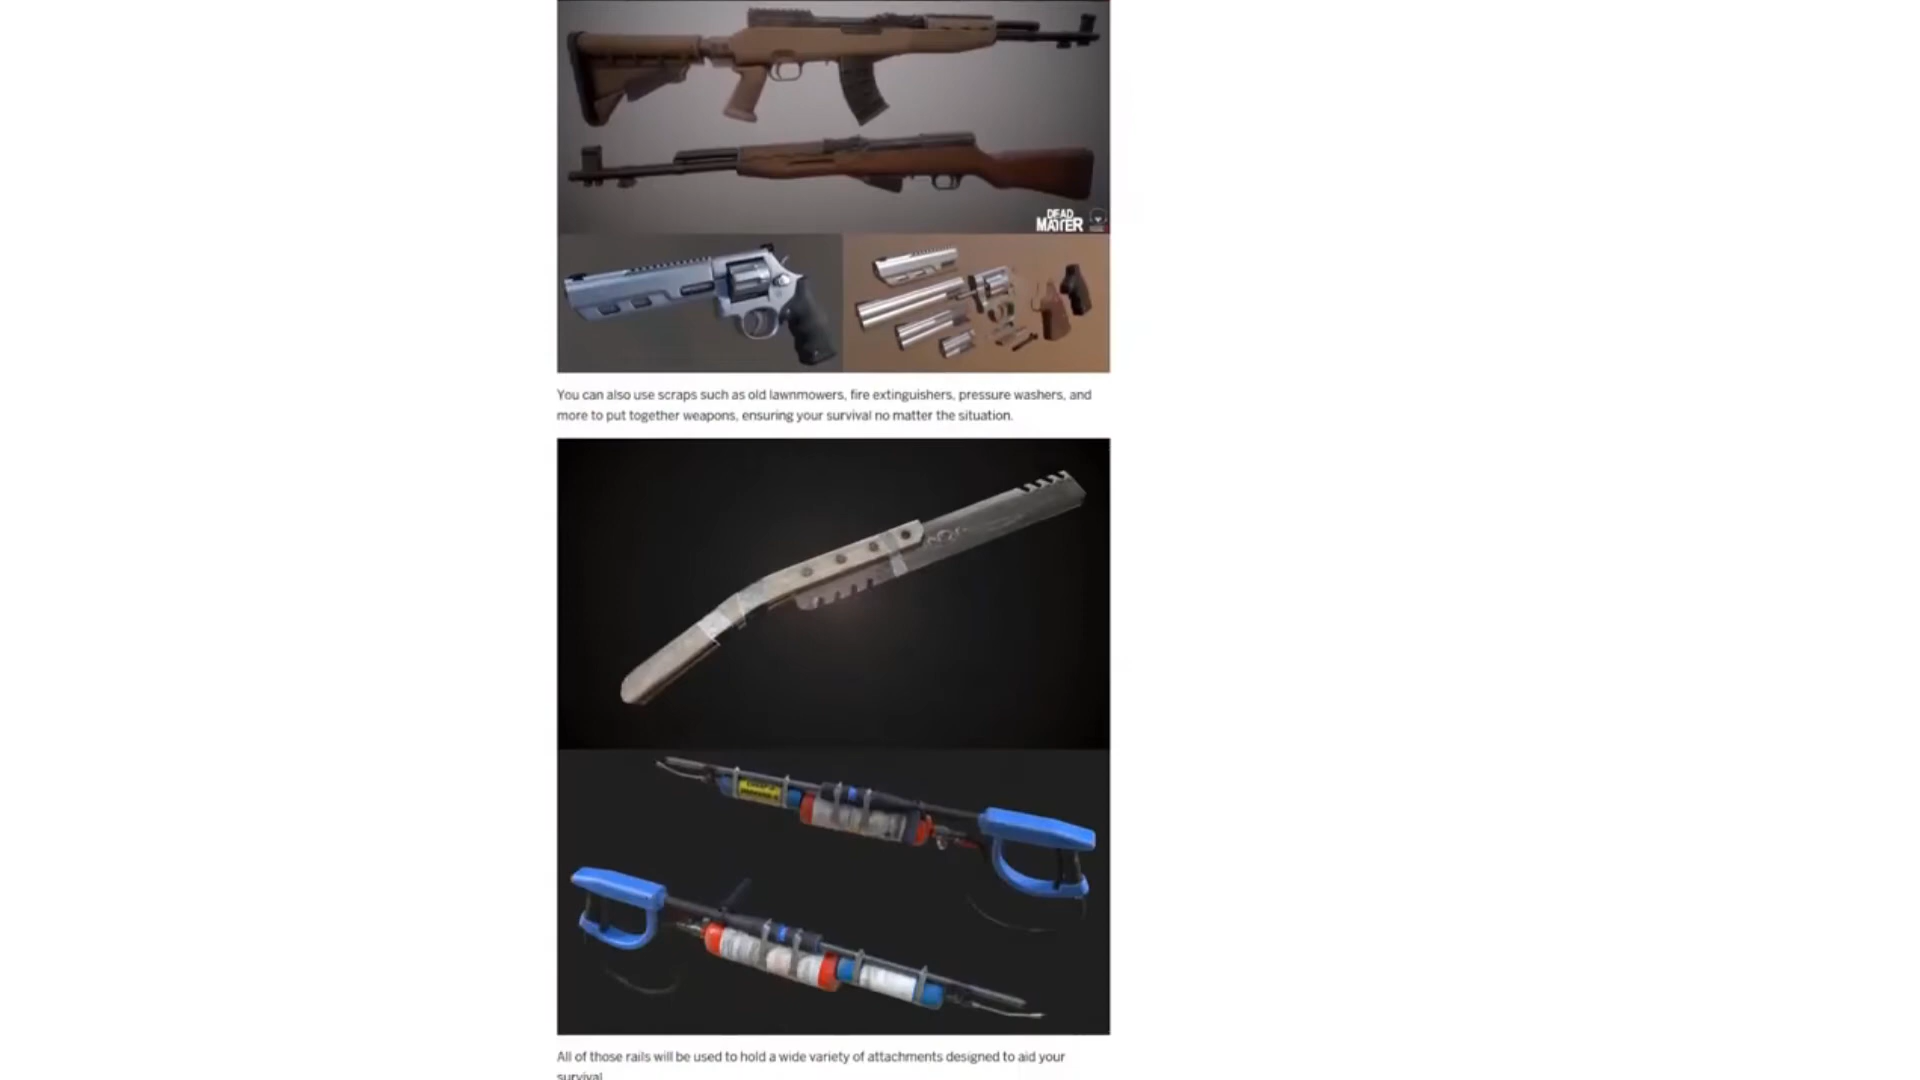 DEAD
MATTER
You can also use scraps such as old lawnmowers, fire extinguishers, pressure washers, and
more to put together weapons, ensuring your survival no matter the situation.
All of those rails will be used to hold a wide variety of attachments designed to aid your
survival